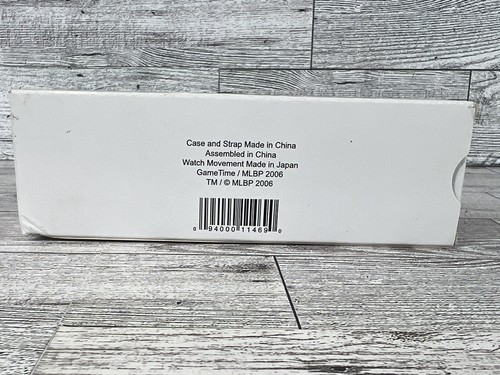 Case and Strap Made in China
Assembled in China
Watch Movement Made in Japan
GameTime / MLBP 2006
TM / © MLBP 2006
0 94000 11469 0